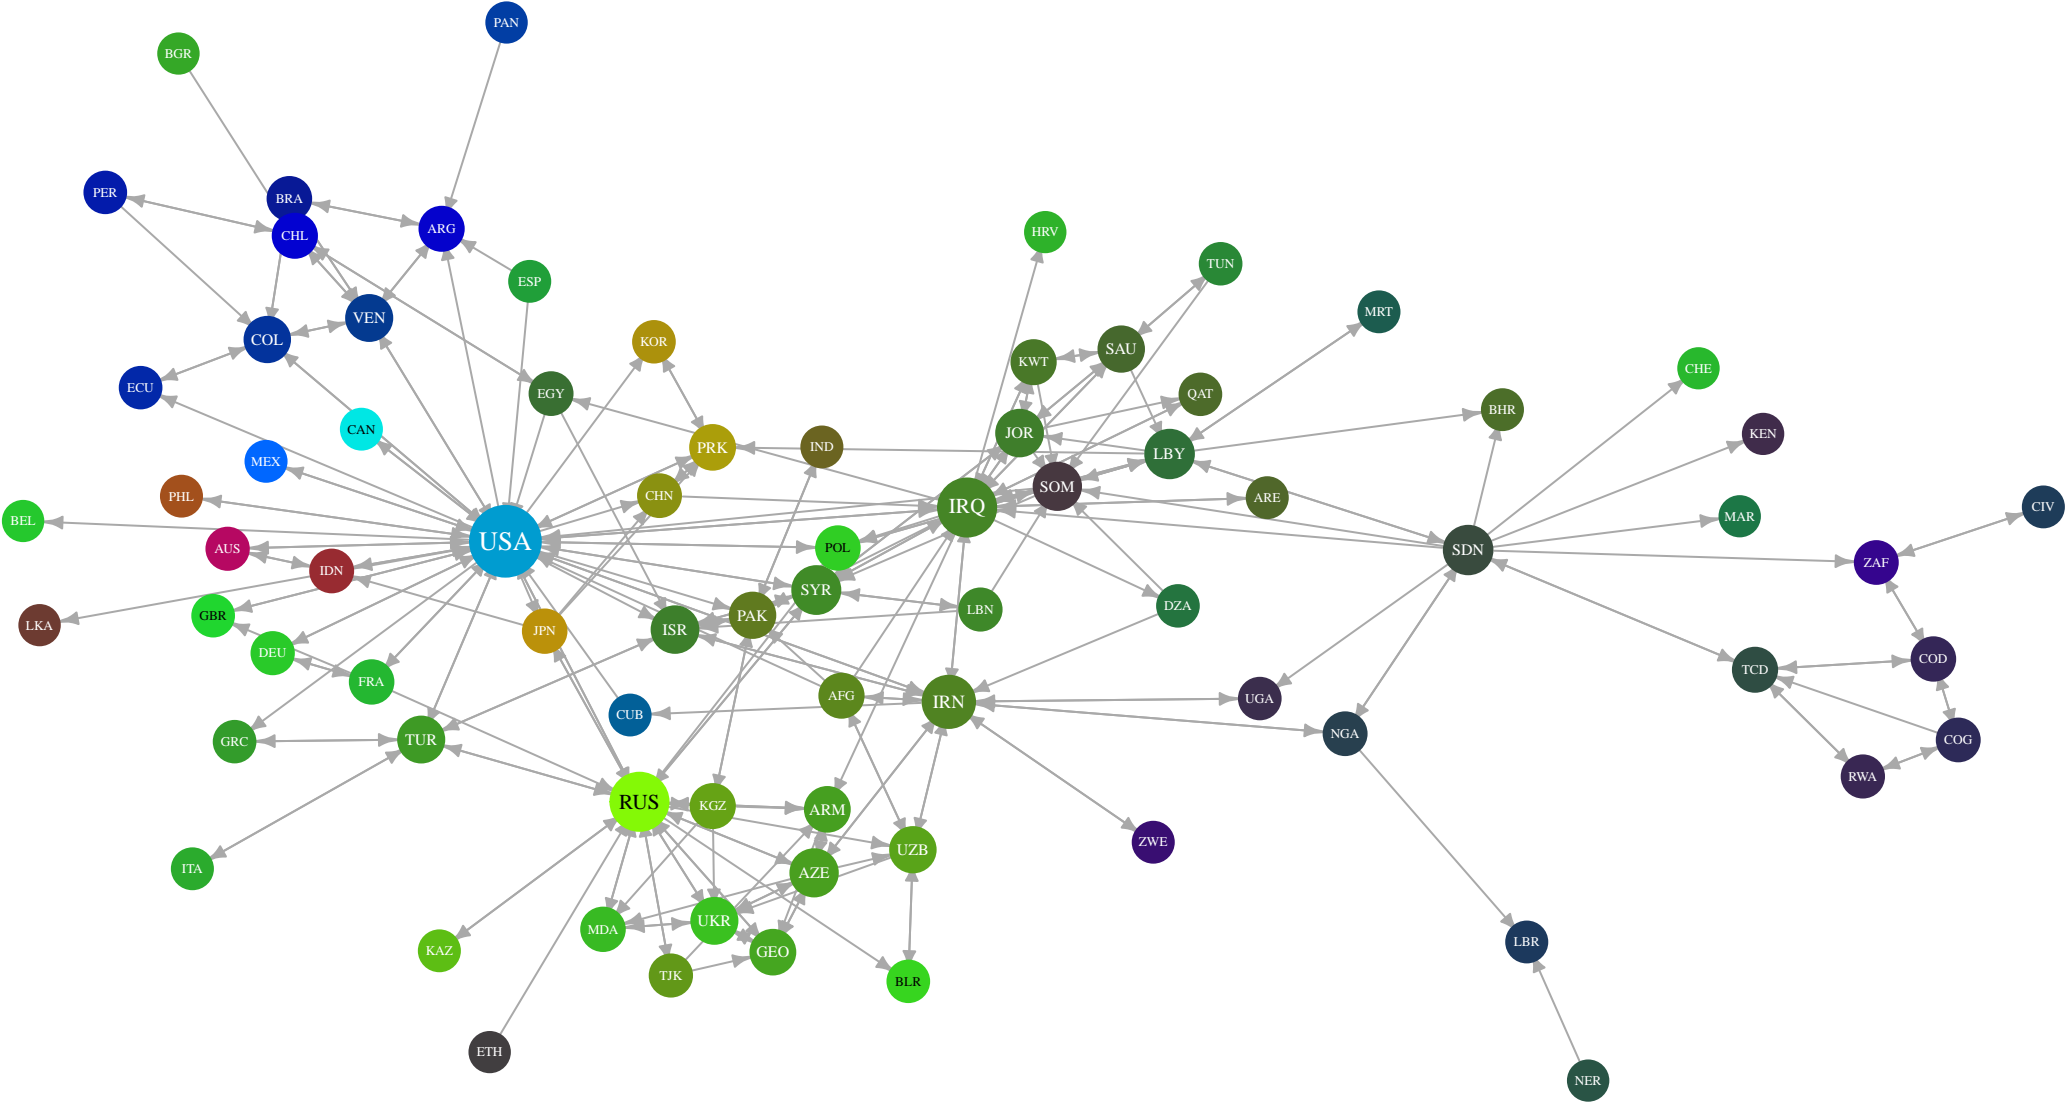 PAN
BGR
PER
BRA
HRV
ARG
CHL
TUN
ESP
MRT
VEN
COL
KOR
SAU
KWT
CHE
ECU
EGY
QAT
BHR
CAN
JOR
KEN
PRK
IND
LBY
MEX
SOM
PHL
CHN
ARE
IRQ
CIV
MAR
BEL
USA
AUS
POL
SDN
ZAF
IDN
SYR
DZA
LBN
GBR
PAK
LKA
JPN
ISR
DEU
COD
TCD
FRA
AFG
UGA
IRN
CUB
NGA
GRC
TUR
COG
RWA
RUS
KGZ
ARM
ZWE
UZB
ITA
AZE
UKR
MDA
LBR
KAZ
GEO
TJK
BLR
ETH
NER